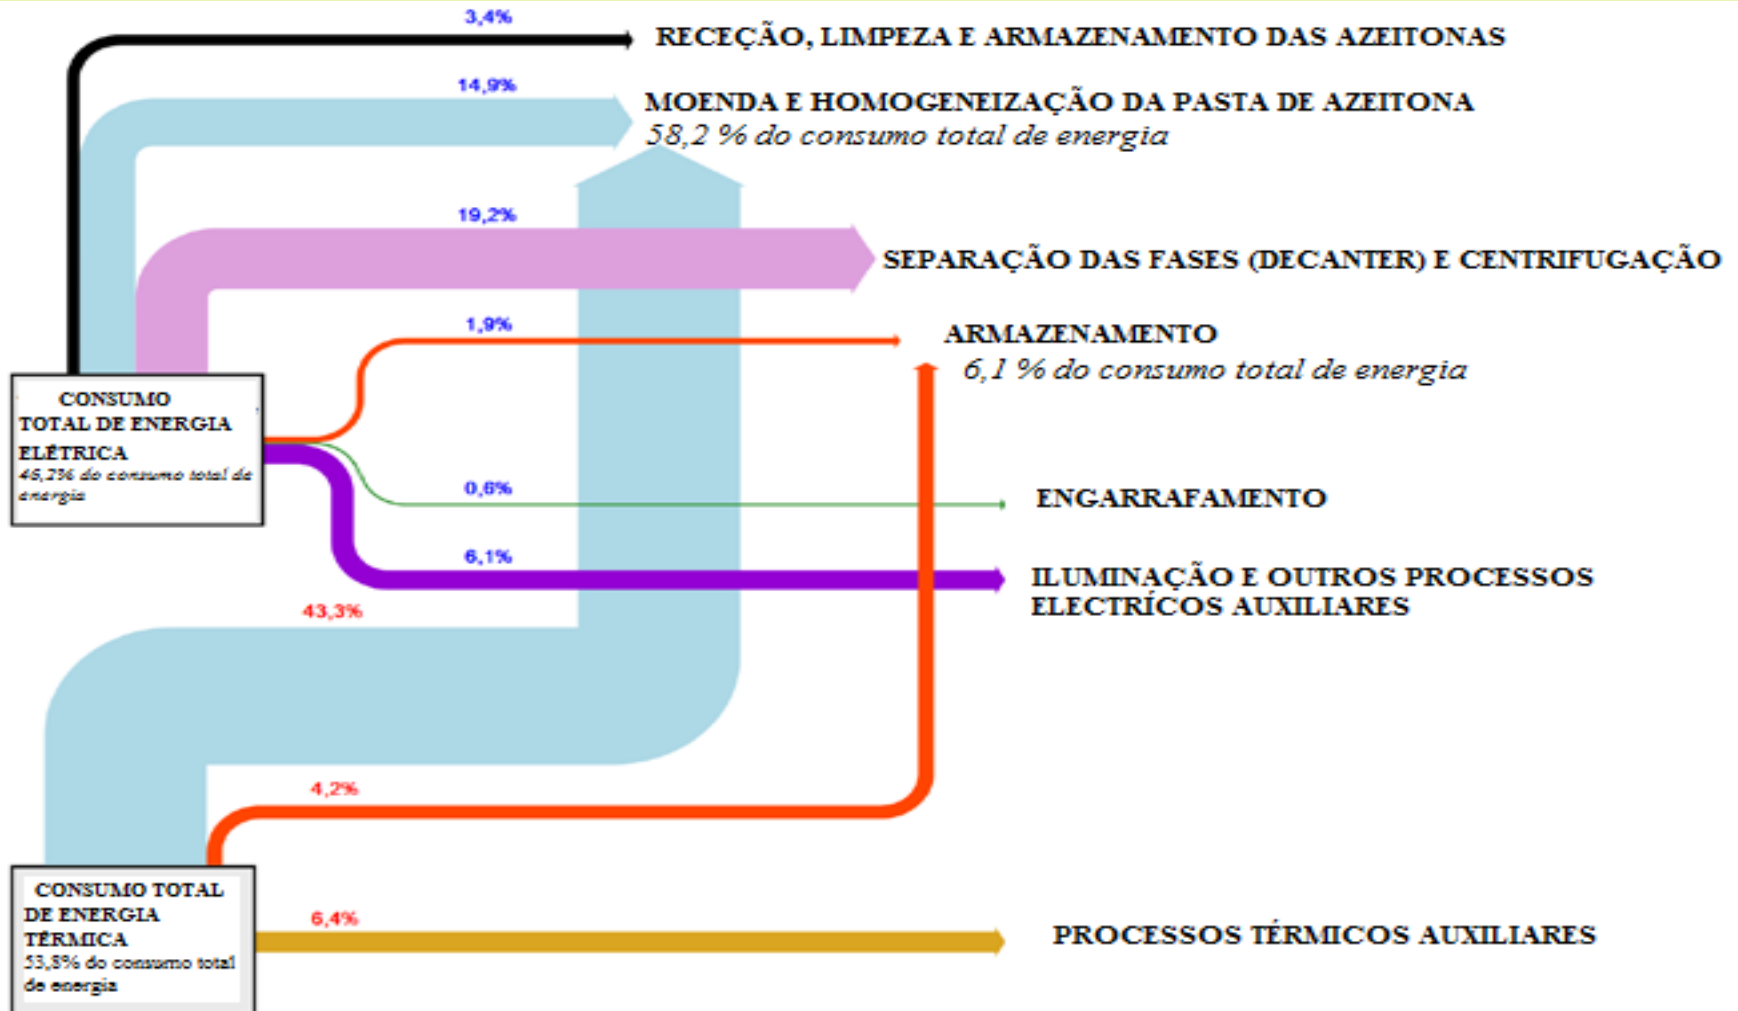 3,4%
RECEÇÃO, LIMPEZA E ARMAZENAMENTO DAS AZEITONAS
14,9%
MOENDA E HOMOGENEIZAÇÃO DA PASTA DE AZEITONA
58,2 % do consumo total de energia
19,2%
SEPARAÇÃO DAS FASES (DECANTER) E CENTRIFUGAÇÃO
1,9%
ARMAZENAMENTO
6,1 % do consumo total de energia
CONSUMO
TOTAL DE ENERGIA
ELÉTRICA
46,2% do consumo total de
energia
0,6%
ENGARRAFAMENTO
6,1%
ILUMINAÇÃO E OUTROS PROCESSOS
ELECTRÍCOS AUXILIARES
43,3%
4,2%
CONSUMO TOTAL
DE ENERGIA
TÉRMICA
53,8% do consumo total
de energia
6,4%
PROCESSOS TÉRMICOS AUXILIARES